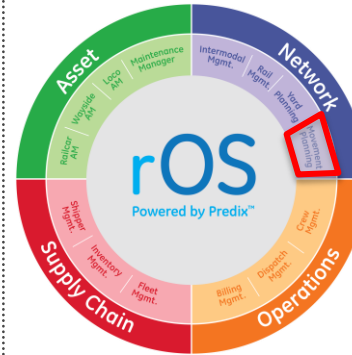 Asset
Railcar
AM
Wayside
AM
Loco
AM
Maintenance
Manager
Network
Intermodal
Mgmt.
Rail
Mgmt.
Yard
Planning
Movement
Planning
rOS
Powered by Predix™
Operations
Crew
Mgmt.
Dispatch
Mgmt.
Billing
Mgmt.
Supply Chain
Shipper
Mgmt.
Inventory
Mgmt.
Fleet
Mgmt.